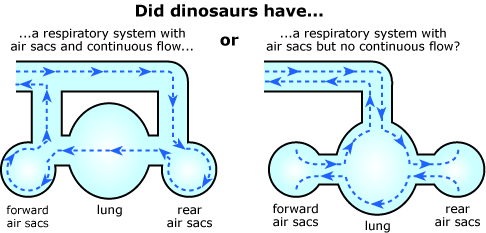 Did dinosaurs have...
...a respiratory system with
air sacs and continuous flow...
or
...a respiratory system with
air sacs but no continuous flow?
forward
air sacs
lung
rear
air sacs
forward
air sacs
lung
rear
air sacs